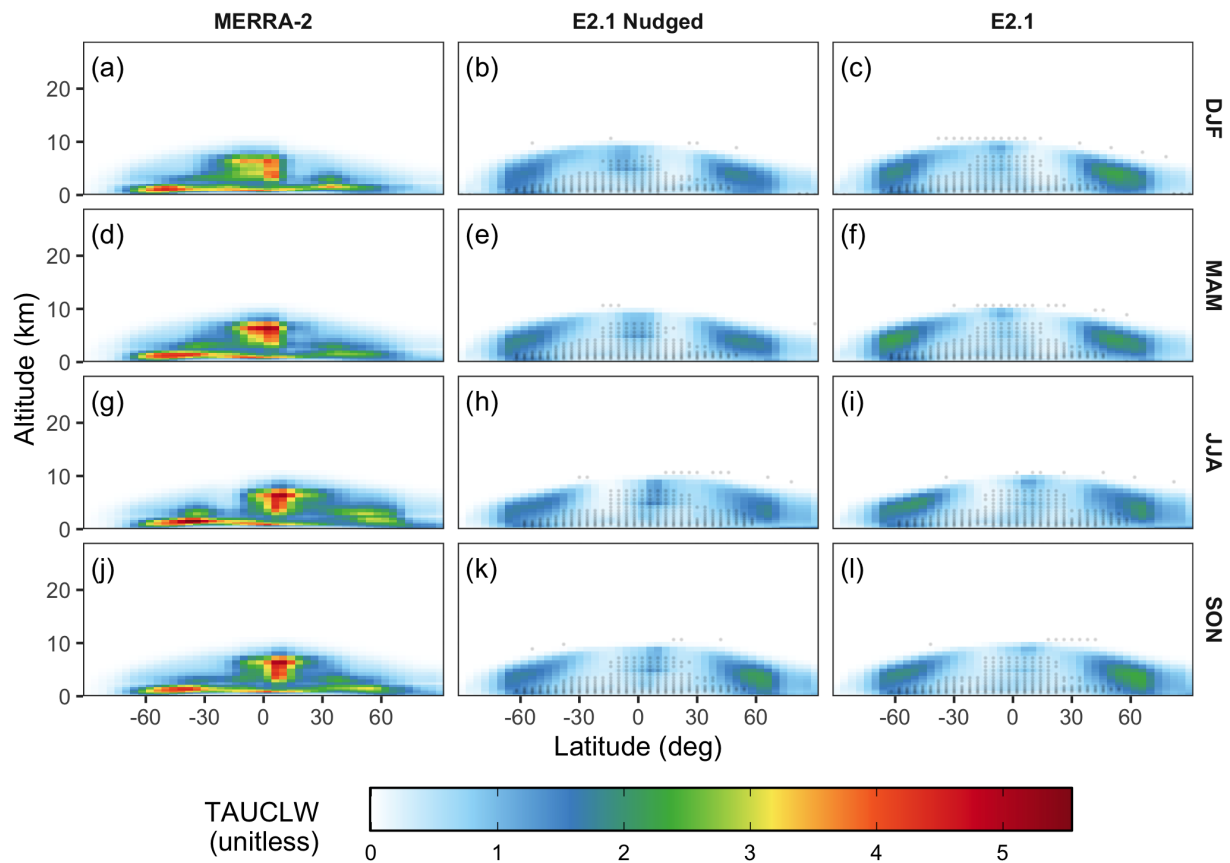 MERRA-2 E2.1 Nudged E2.1
(a) (b) (c)
DJF
20
10
0
(d) (e) (f)
MAM
20
10
0
Altitude (km)
(g) (h) (i)
JJA
20
10
0
(j) (k) (l)
SON
20
10
0
-60 -30 0 30 60 -60 -30 0 30 60 -60 -30 0 30 60
Latitude (deg)
TAUCLW
(unitless)
0 1 2 3 4 5